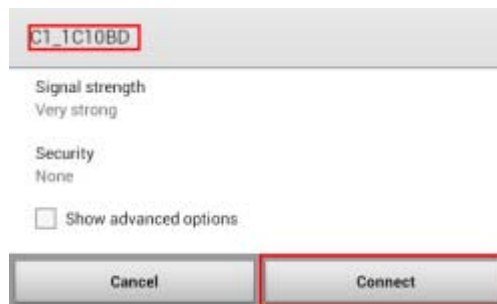 C1_1C10BD
Signal strength
Very strong
Security
None
Show advanced options
Cancel
Connect